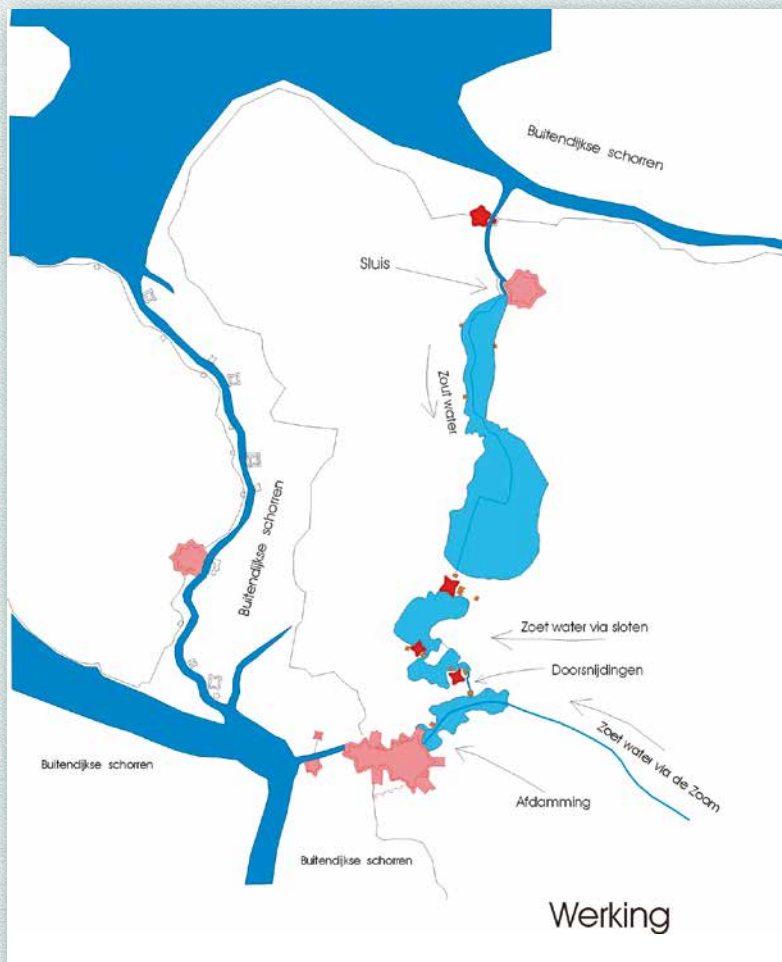 Buitendijkse schorren
Sluis
Zout water
Buitendijkse schorren
Zoet water via sloten
Doorsnijdingen
Zoet water via de Zoom
Buitendijkse schorren
Afdamming
Buitendijkse schorren
Werking